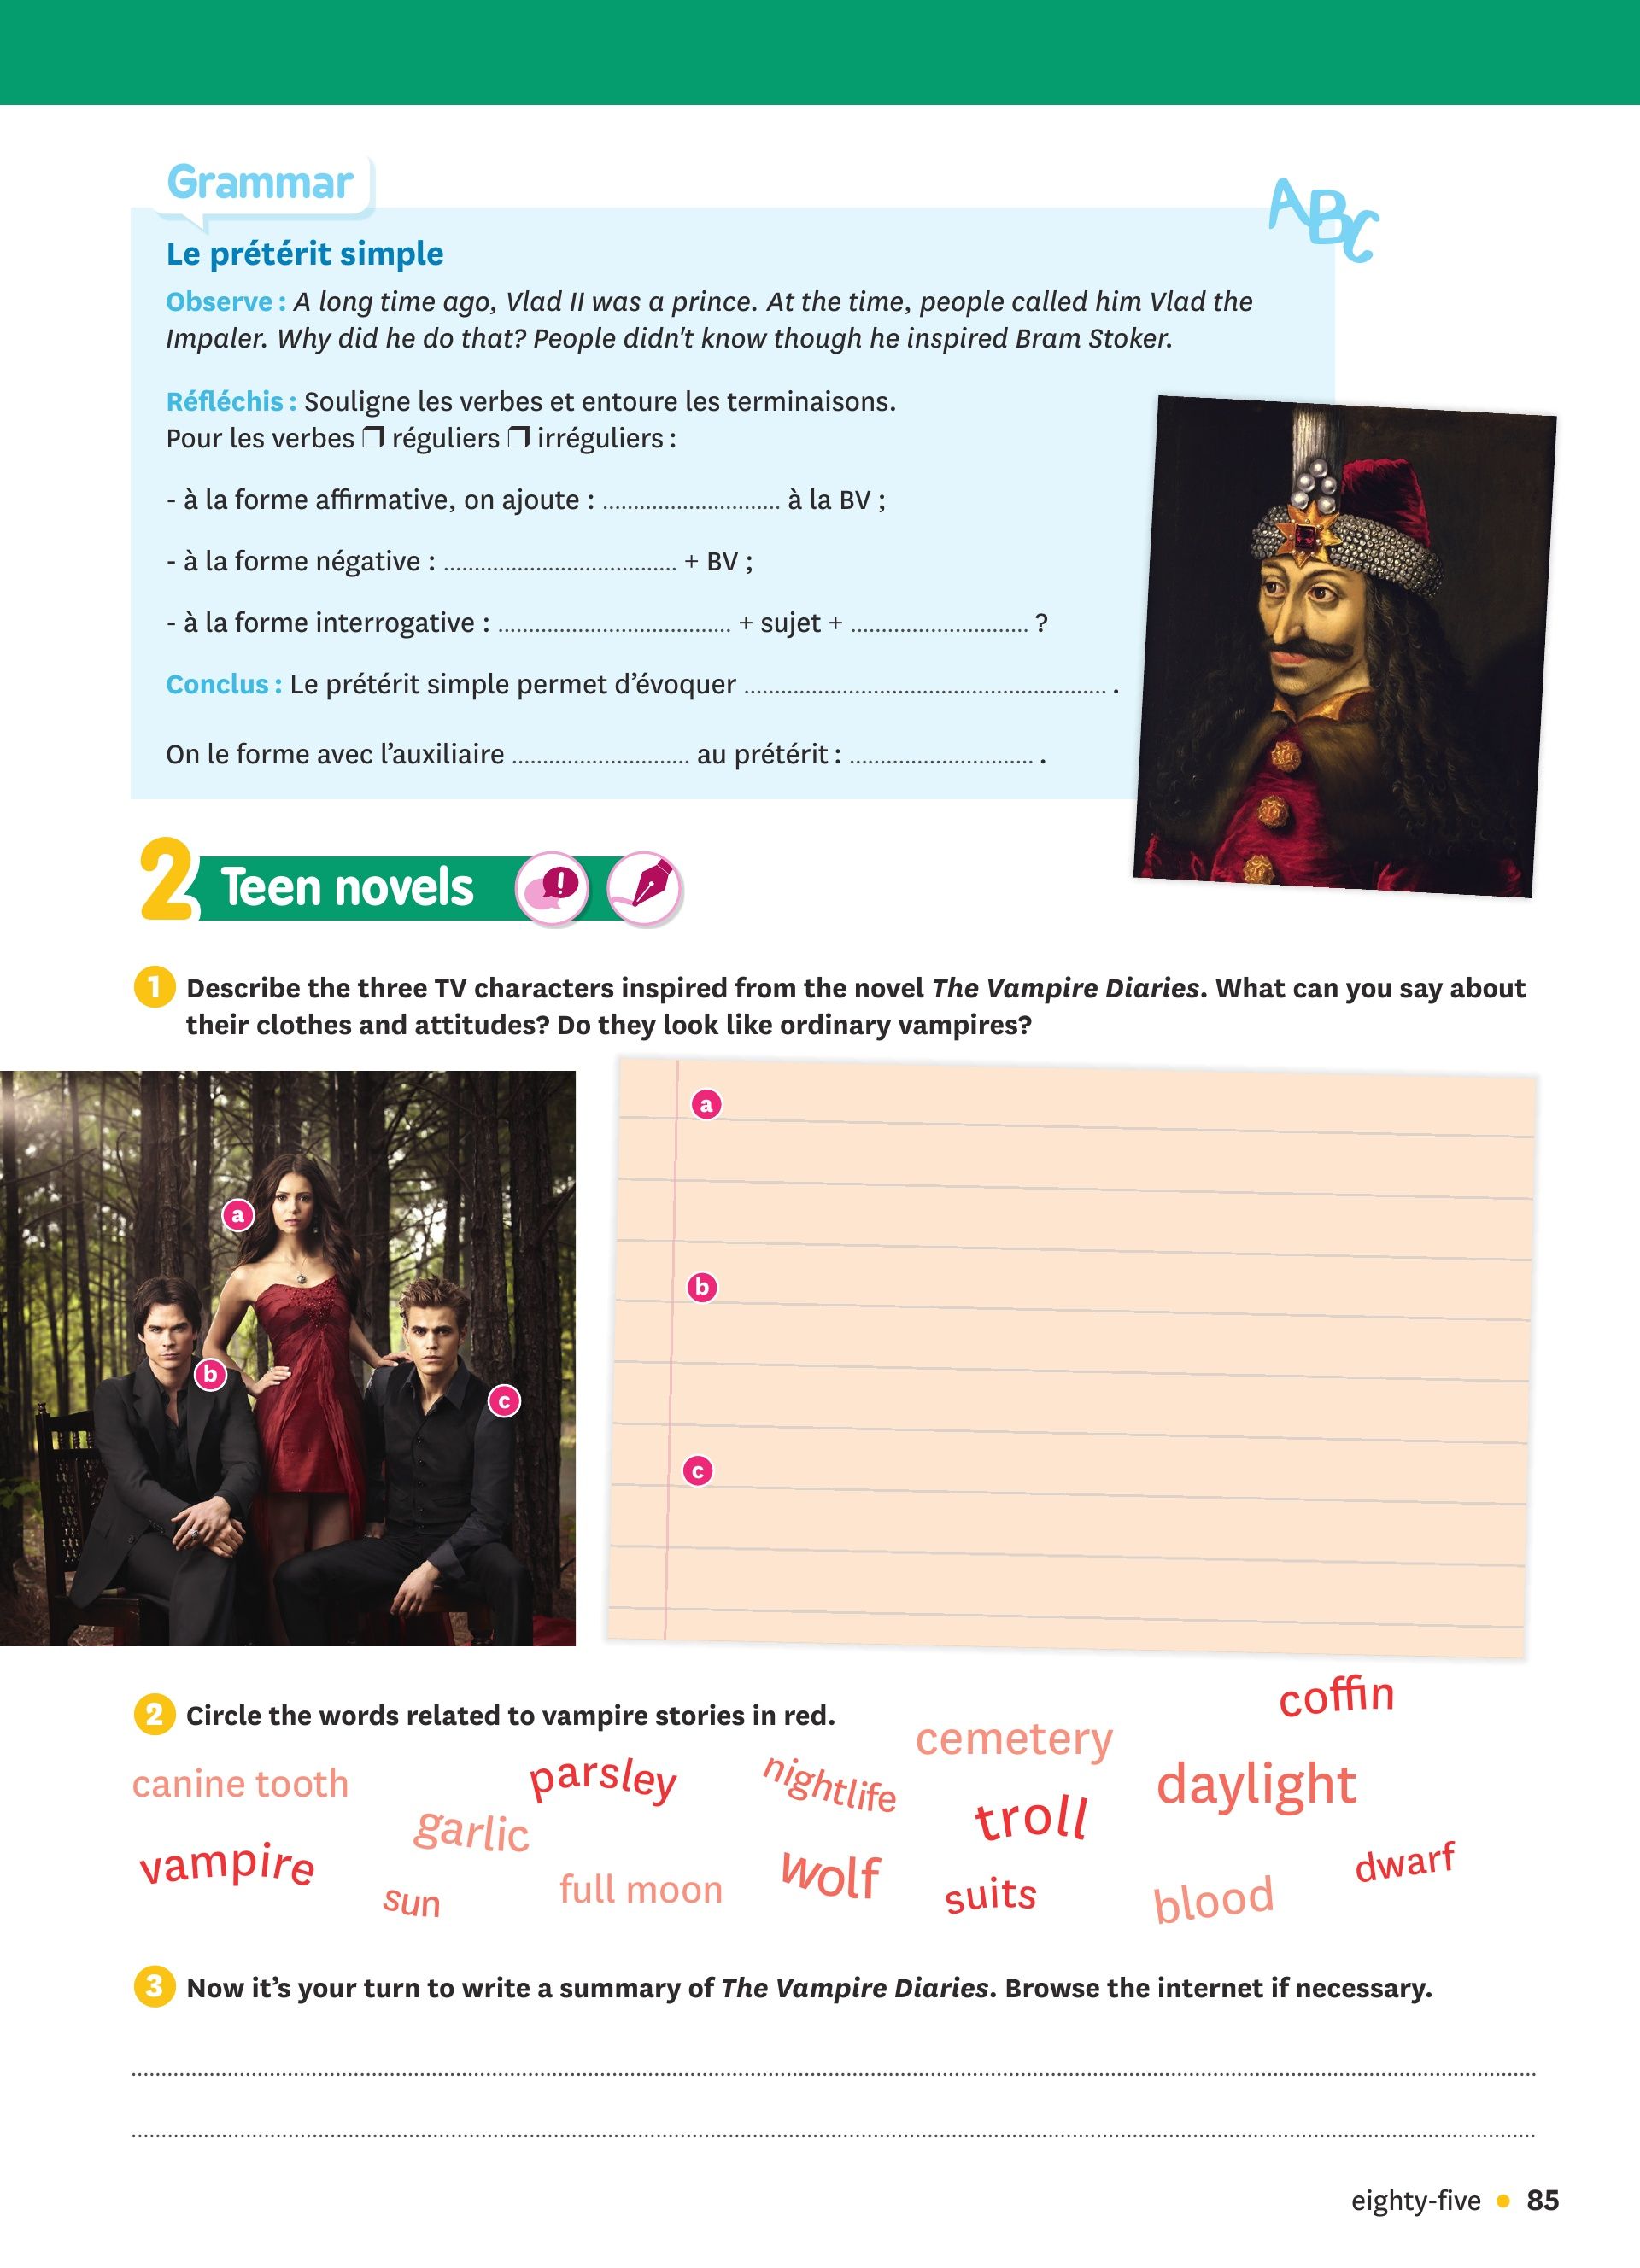 Grammar
ABC
Le prétérit simple
Observe : A long time ago, Vlad II was a prince. At the time, people called him Vlad the
Impaler. Why did he do that? People didn't know though he inspired Bram Stoker.
Réfléchis : Souligne les verbes et entoure les terminaisons.
Pour les verbes ❒ réguliers ❒ irréguliers :
- à la forme affirmative, on ajoute : .............................. à la BV ;
- à la forme négative : ....................................... + BV ;
- à la forme interrogative : ....................................... + sujet + .............................. ?
Conclus : Le prétérit simple permet d'évoquer ............................................................. .
On le forme avec l'auxiliaire .............................. au prétérit : ............................... .
2 Teen novels
!
1 Describe the three TV characters inspired from the novel The Vampire Diaries. What can you say about
their clothes and attitudes? Do they look like ordinary vampires?
a
b
c
a
b
c
2 Circle the words related to vampire stories in red.
coffin
cemetery
canine tooth
parsley
nightlife
daylight
garlic
troll
vampire
sun
full moon
wolf
suits
blood
dwarf
3 Now it's your turn to write a summary of The Vampire Diaries. Browse the internet if necessary.
eighty-five • 85